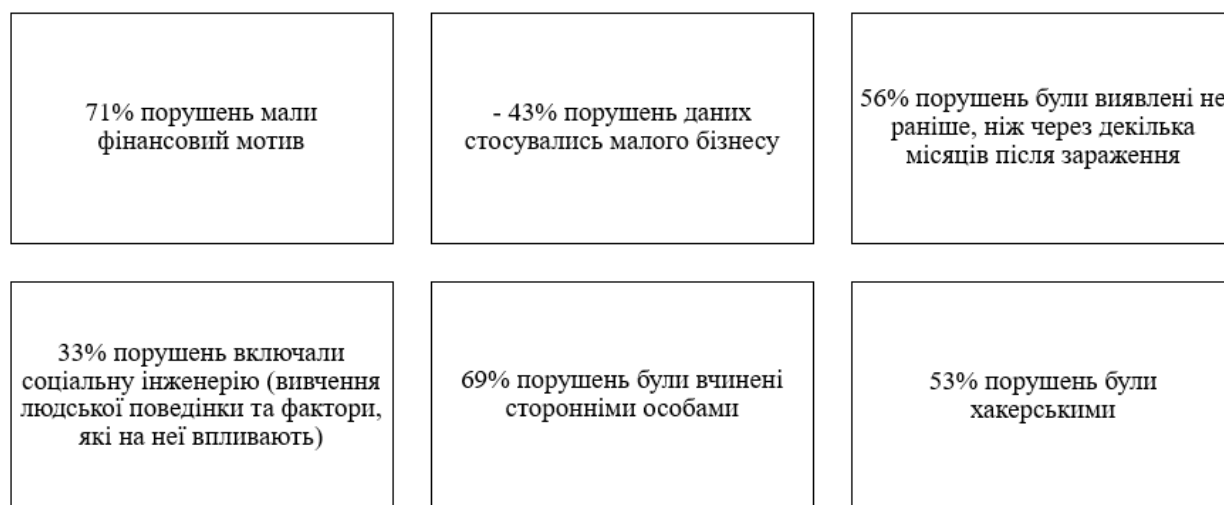 71% порушень мали
фінансовий мотив
- 43% порушень даних
стосувались малого бізнесу
56% порушень були виявлені не
раніше, ніж через декілька
місяців після зараження
33% порушень включали
соціальну інженерію (вивчення
людської поведінки та фактори,
які на неї впливають)
69% порушень були вчинені
сторонніми особами
53% порушень були
хакерськими